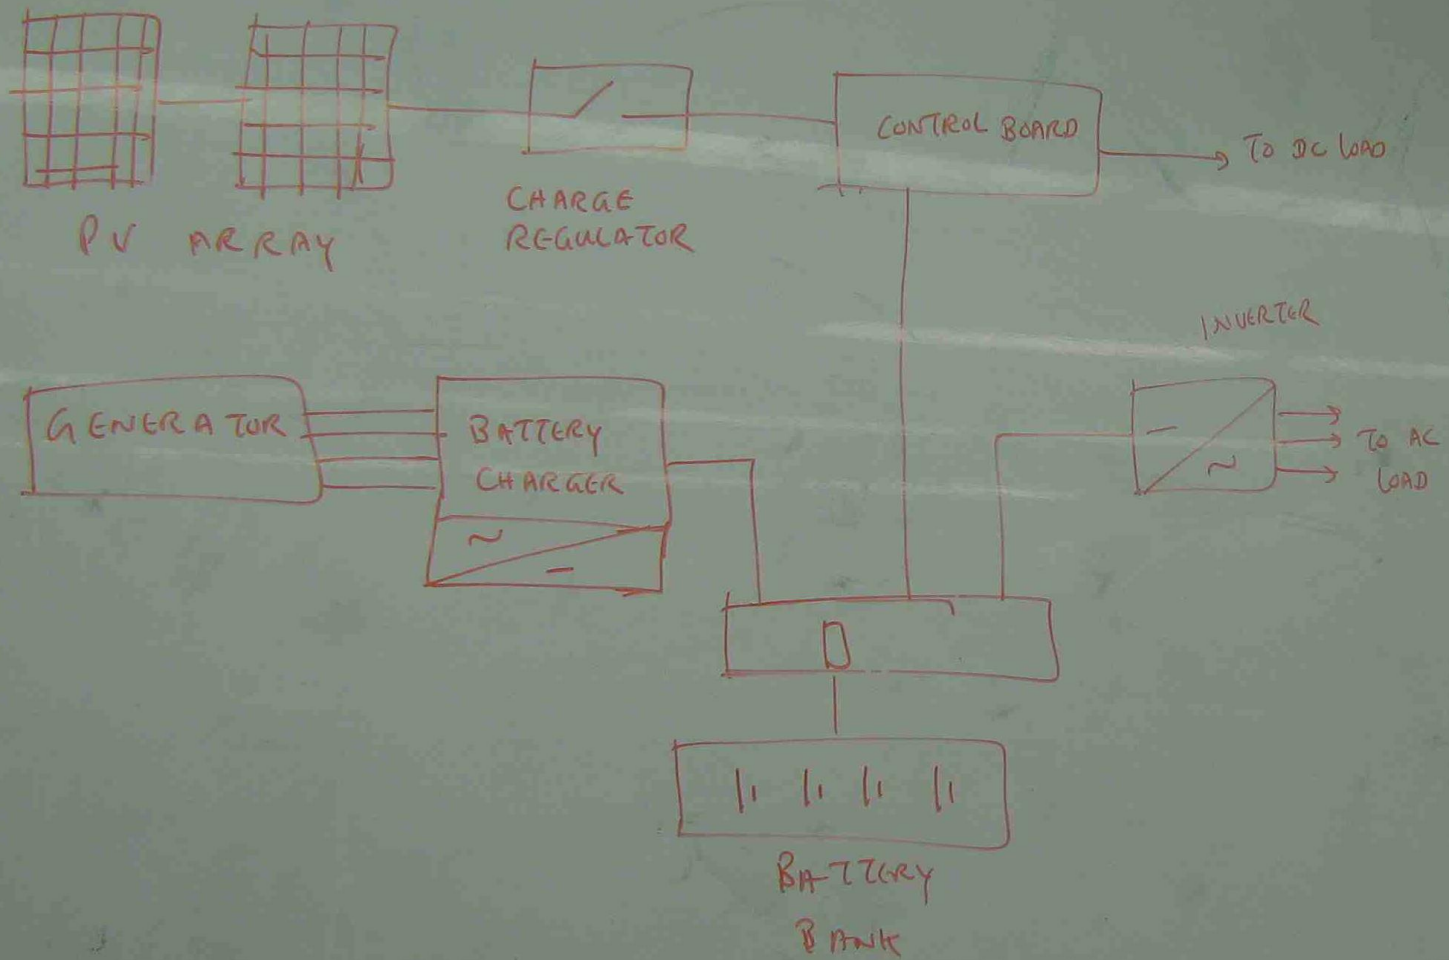 PV ARRAY
CHARGE
REGULATOR
CONTROL BOARD
TO DC LOAD
GENERATOR
BATTERY
CHARGER
INVERTER
TO AC
LOAD
BATTERY
BANK